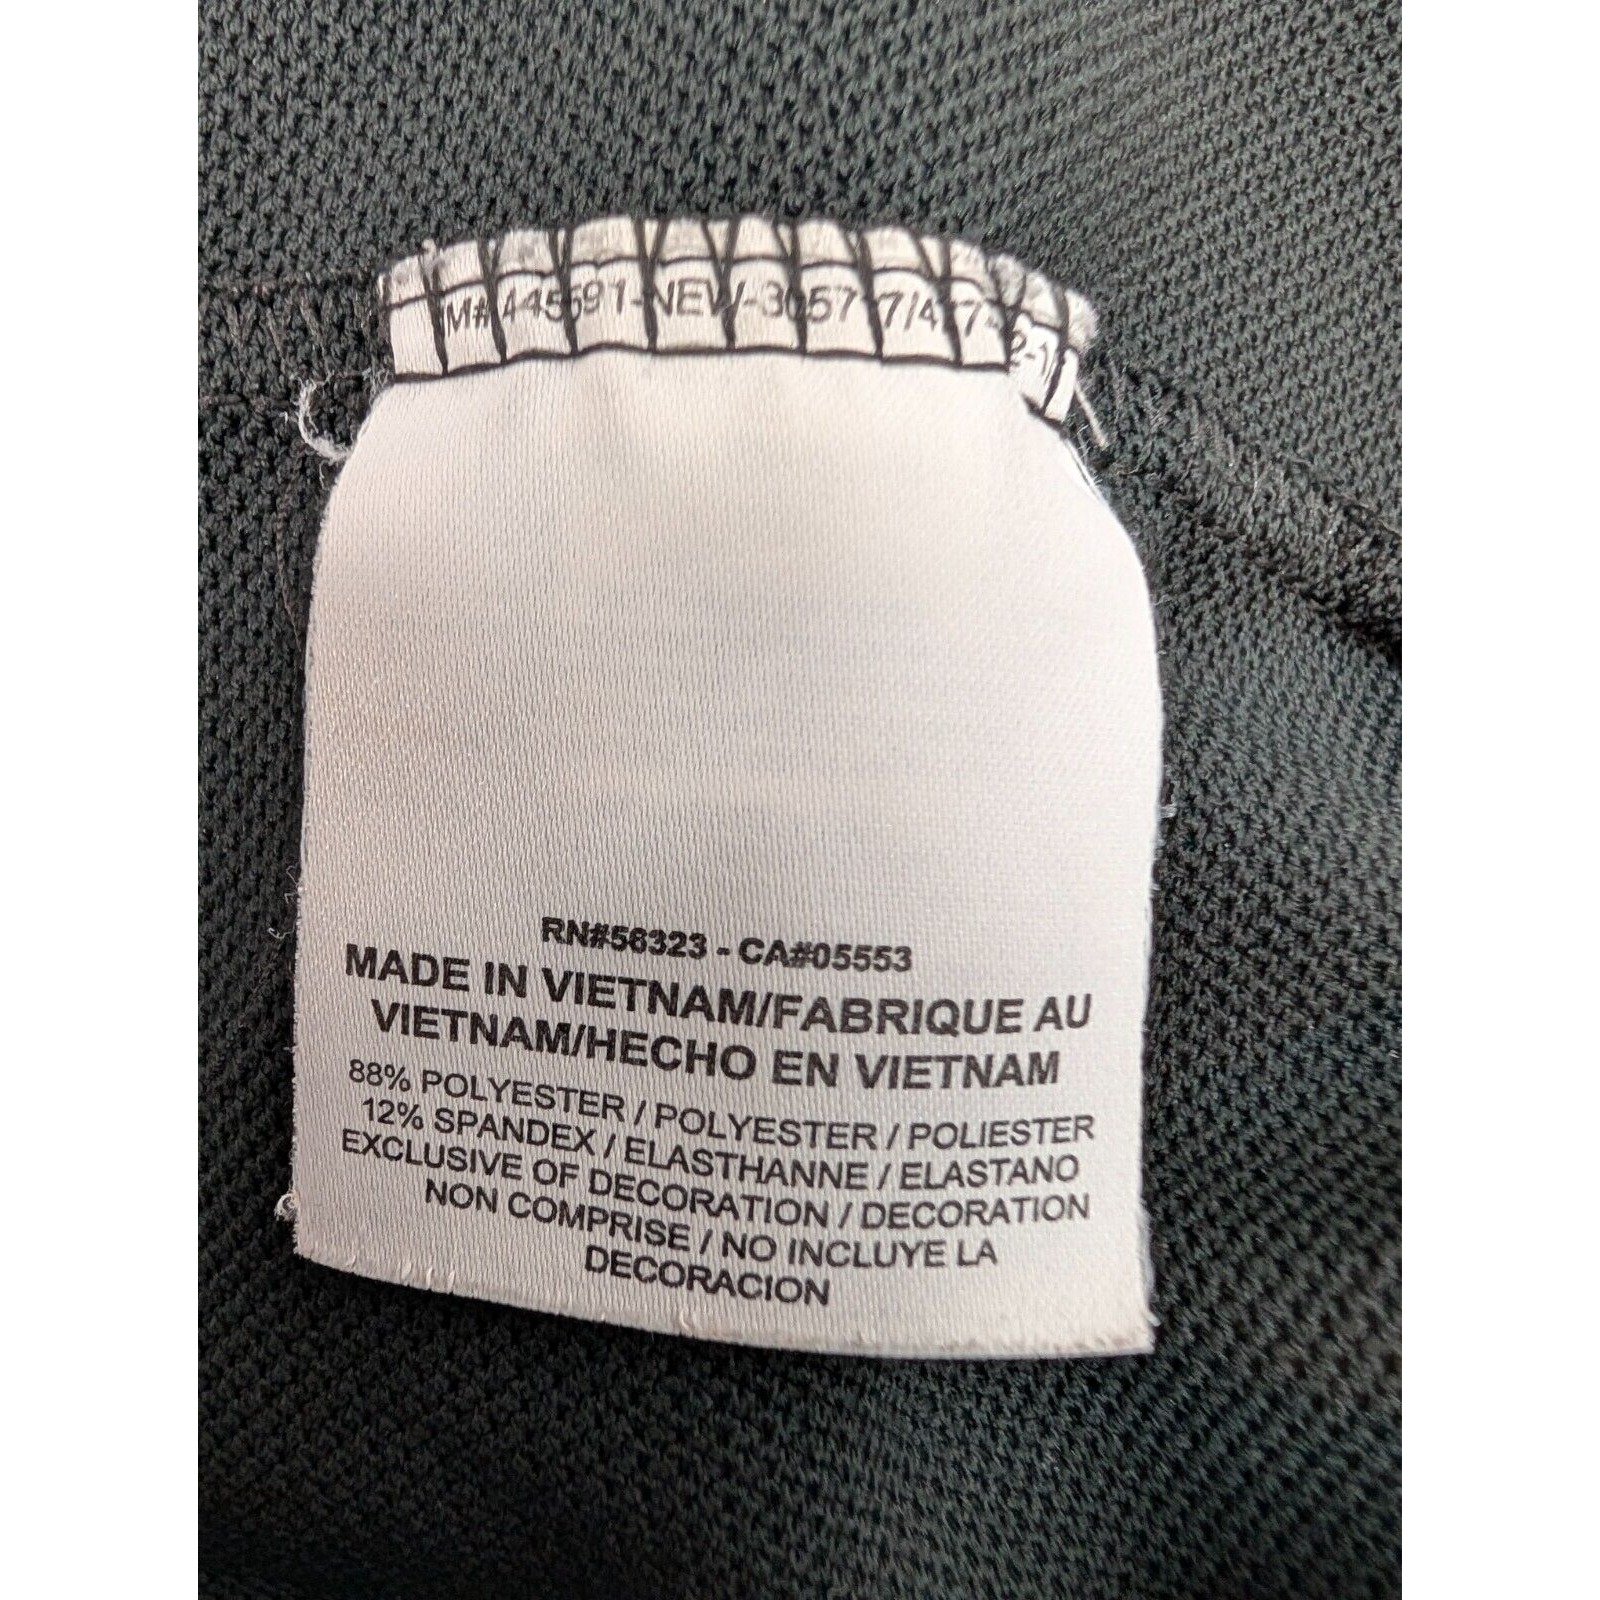 RN#56323 - CA#05553
MADE IN VIETNAM/FABRIQUE AU
VIETNAM/HECHO EN VIETNAM
88% POLYESTER / POLYESTER / POLIESTER
12% SPANDEX / ELASTHANNE / ELASTANO
EXCLUSIVE OF DECORATION / DECORATION
NON COMPRISE / NO INCLUYE LA
DECORACION